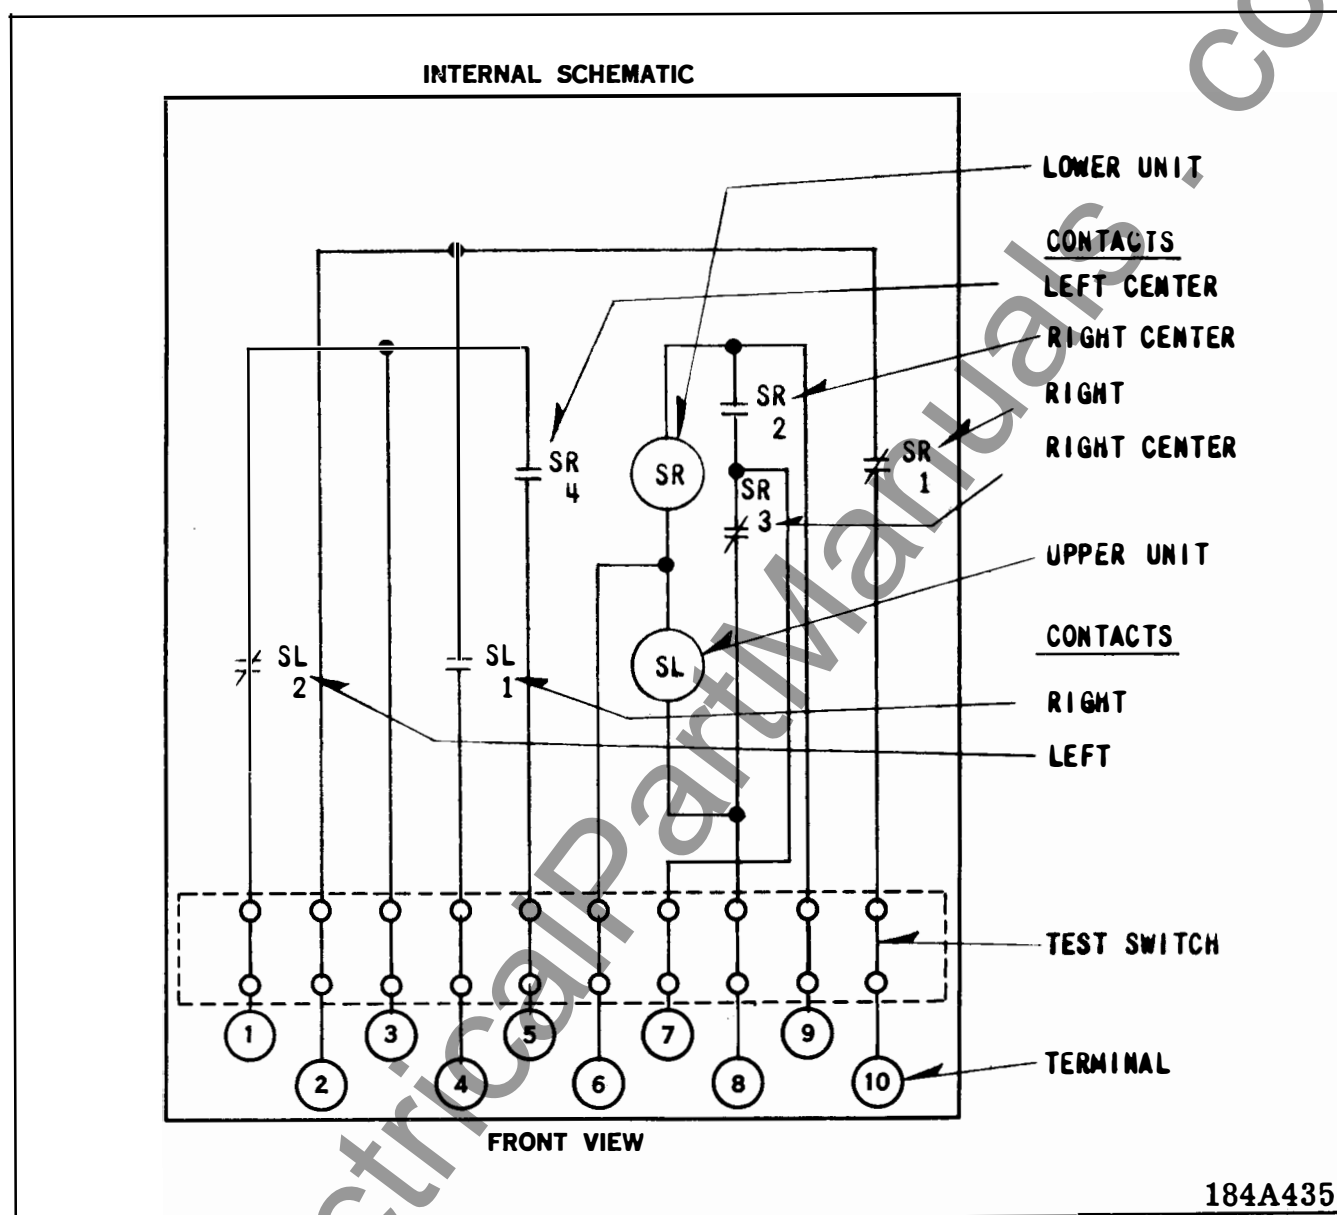 INTERNAL SCHEMATIC
LOWER UNIT
CONTACTS
LEFT CENTER
RIGHT CENTER
RIGHT
RIGHT CENTER
UPPER UNIT
CONTACTS
RIGHT
LEFT
TEST SWITCH
TERMINAL
SR
2
SR
4
SR
SR
1
SR
3
SL
2
SL
1
SL
1
3
5
7
9
2
4
6
8
10
FRONT VIEW
184A435
ctricalPartManuals . co